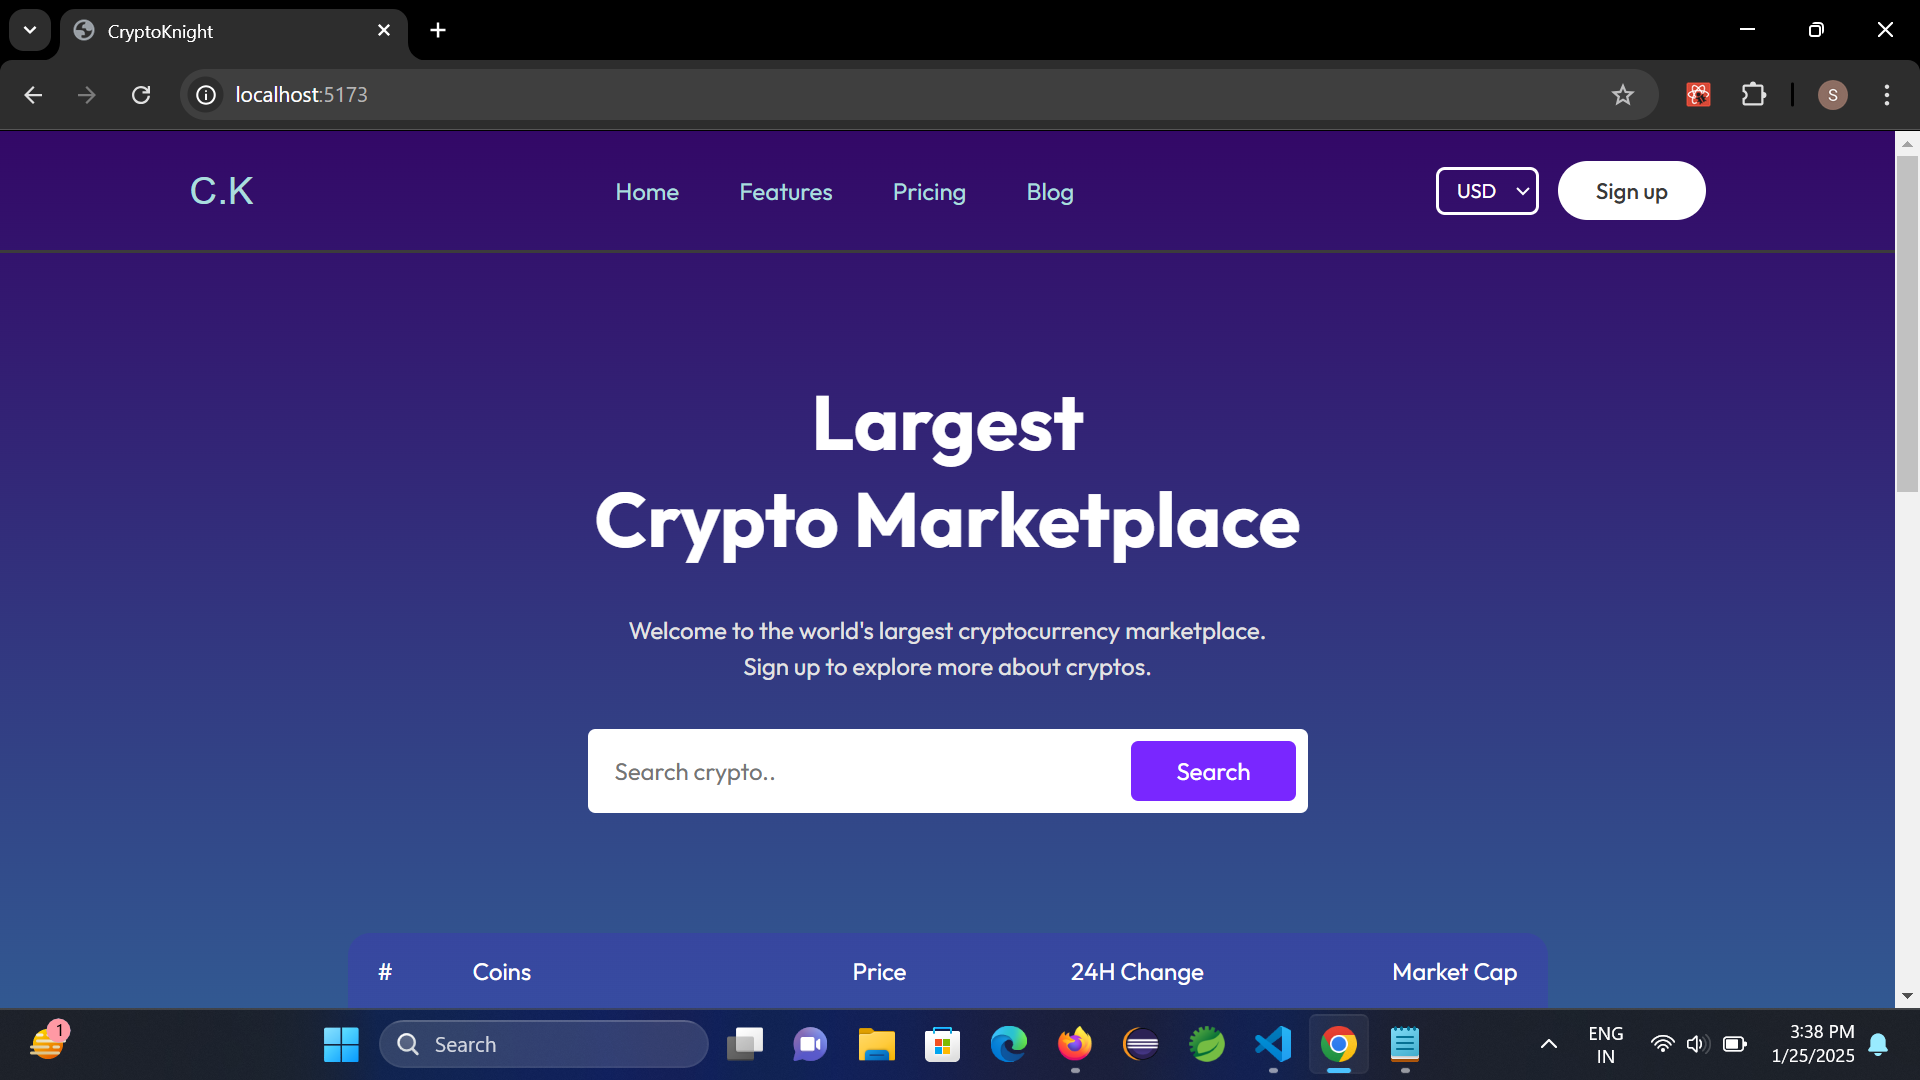 CryptoKnight
localhost:5173
S
C.K
Home Features Pricing Blog
USD
Sign up
Largest
Crypto Marketplace
Welcome to the world's largest cryptocurrency marketplace.
Sign up to explore more about cryptos.
Search crypto..
Search
# Coins Price 24H Change Market Cap
1
Search
ENG
IN
3:38 PM
1/25/2025